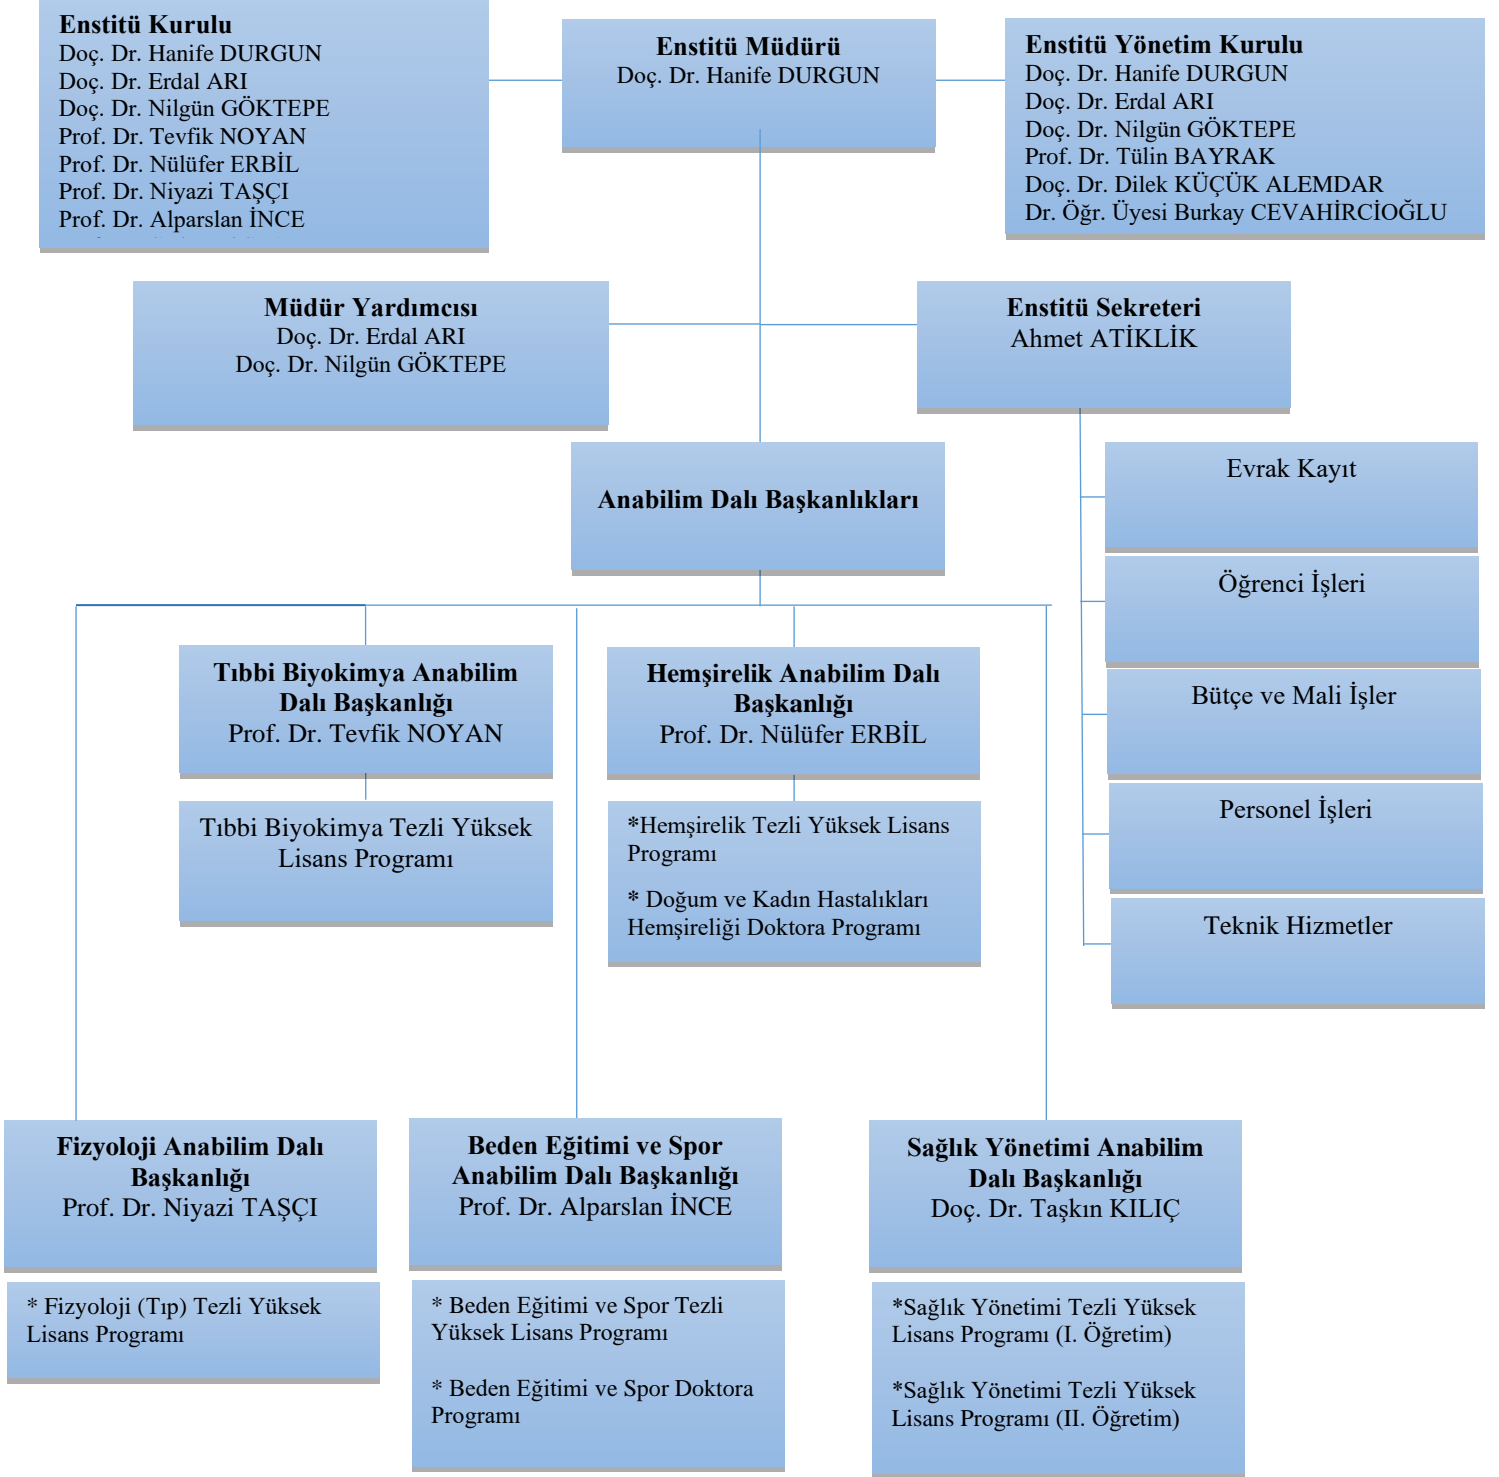 Enstitü Kurulu
Doç. Dr. Hanife DURGUN
Doç. Dr. Erdal ARI
Doç. Dr. Nilgün GÖKTEPE
Prof. Dr. Tevfik NOYAN
Prof. Dr. Nülüfer ERBİL
Prof. Dr. Niyazi TAŞÇI
Prof. Dr. Alparslan İNCE
Enstitü Müdürü
Doç. Dr. Hanife DURGUN
Enstitü Yönetim Kurulu
Doç. Dr. Hanife DURGUN
Doç. Dr. Erdal ARI
Doç. Dr. Nilgün GÖKTEPE
Prof. Dr. Tülin BAYRAK
Doç. Dr. Dilek KÜÇÜK ALEMDAR
Dr. Öğr. Üyesi Burkay CEVAHİRCİOĞLU
Müdür Yardımcısı
Doç. Dr. Erdal ARI
Doç. Dr. Nilgün GÖKTEPE
Enstitü Sekreteri
Ahmet ATİKLİK
Anabilim Dalı Başkanlıkları
Evrak Kayıt
Öğrenci İşleri
Bütçe ve Mali İşler
Personel İşleri
Teknik Hizmetler
Tıbbi Biyokimya Anabilim
Dalı Başkanlığı
Prof. Dr. Tevfik NOYAN
Tıbbi Biyokimya Tezli Yüksek
Lisans Programı
Hemşirelik Anabilim Dalı
Başkanlığı
Prof. Dr. Nülüfer ERBİL
*Hemşirelik Tezli Yüksek Lisans
Programı
* Doğum ve Kadın Hastalıkları
Hemşireliği Doktora Programı
Fizyoloji Anabilim Dalı
Başkanlığı
Prof. Dr. Niyazi TAŞÇI
* Fizyoloji (Tıp) Tezli Yüksek
Lisans Programı
Beden Eğitimi ve Spor
Anabilim Dalı Başkanlığı
Prof. Dr. Alparslan İNCE
* Beden Eğitimi ve Spor Tezli
Yüksek Lisans Programı
* Beden Eğitimi ve Spor Doktora
Programı
Sağlık Yönetimi Anabilim
Dalı Başkanlığı
Doç. Dr. Taşkın KILIÇ
*Sağlık Yönetimi Tezli Yüksek
Lisans Programı (I. Öğretim)
*Sağlık Yönetimi Tezli Yüksek
Lisans Programı (II. Öğretim)